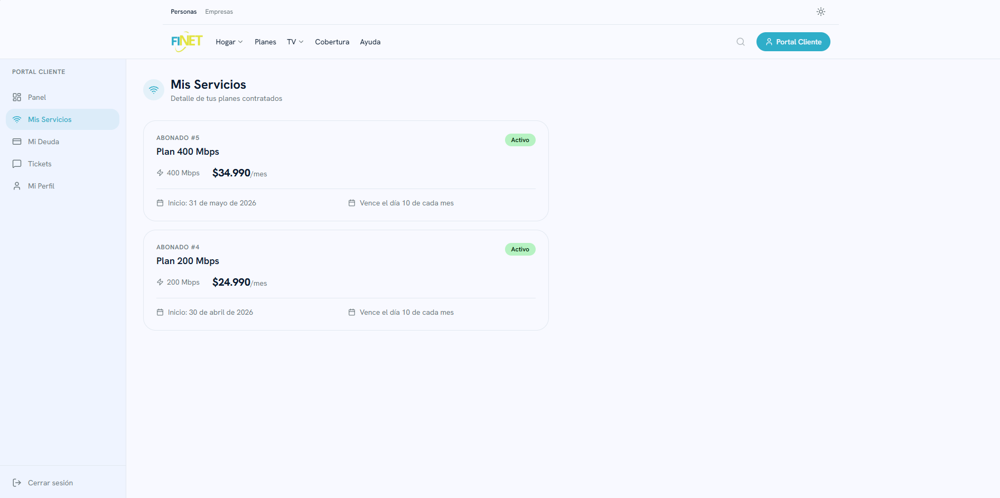 Personas Empresas
FINET Hogar Planes TV Cobertura Ayuda Portal Cliente
PORTAL CLIENTE
Panel
Mis Servicios
Mi Deuda
Tickets
Mi Perfil
Cerrar sesión
Mis Servicios
Detalle de tus planes contratados
ABONADO #5 Activo
Plan 400 Mbps
400 Mbps $34.990/mes
Inicio: 31 de mayo de 2026 Vence el día 10 de cada mes
ABONADO #4 Activo
Plan 200 Mbps
200 Mbps $24.990/mes
Inicio: 30 de abril de 2026 Vence el día 10 de cada mes